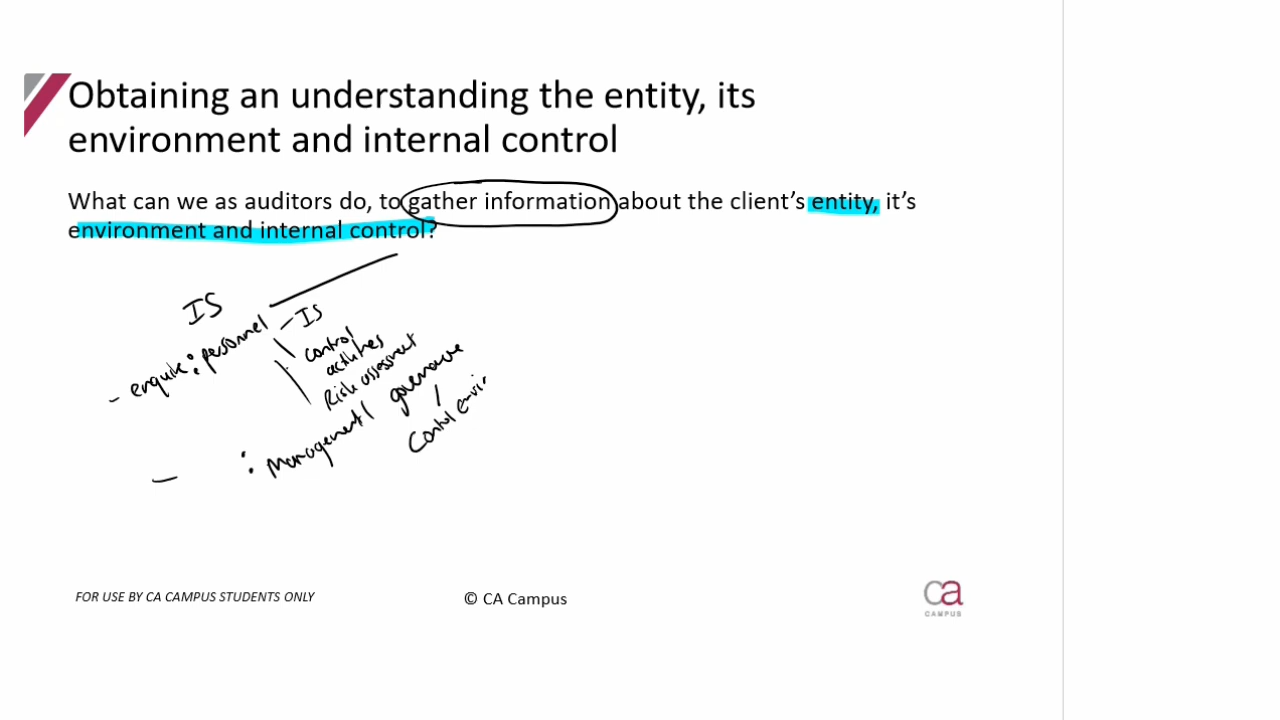 Obtaining an understanding the entity, its
environment and internal control
What can we as auditors do, to gather information about the client's entity, it's
environment and internal control?
IS
- enquire: personnel
- IS
control
activities
Risk assessment
: Management/ governance
Control envi
FOR USE BY CA CAMPUS STUDENTS ONLY
© CA Campus
ca
CAMPUS